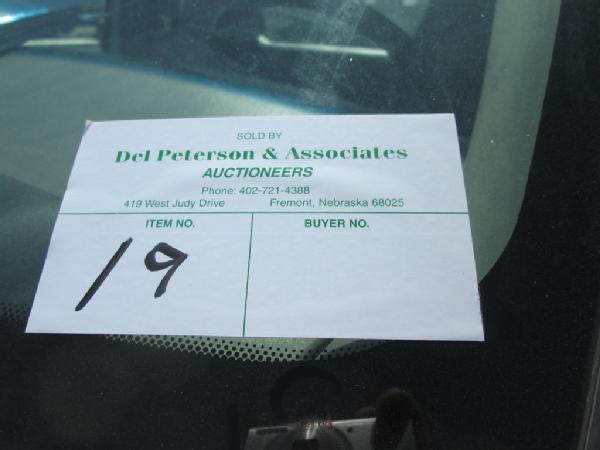 SOLD BY
Del Peterson & Associates
AUCTIONEERS
Phone: 402-721-4388
419 West Judy Drive Fremont, Nebraska 68025
ITEM NO. BUYER NO.
19